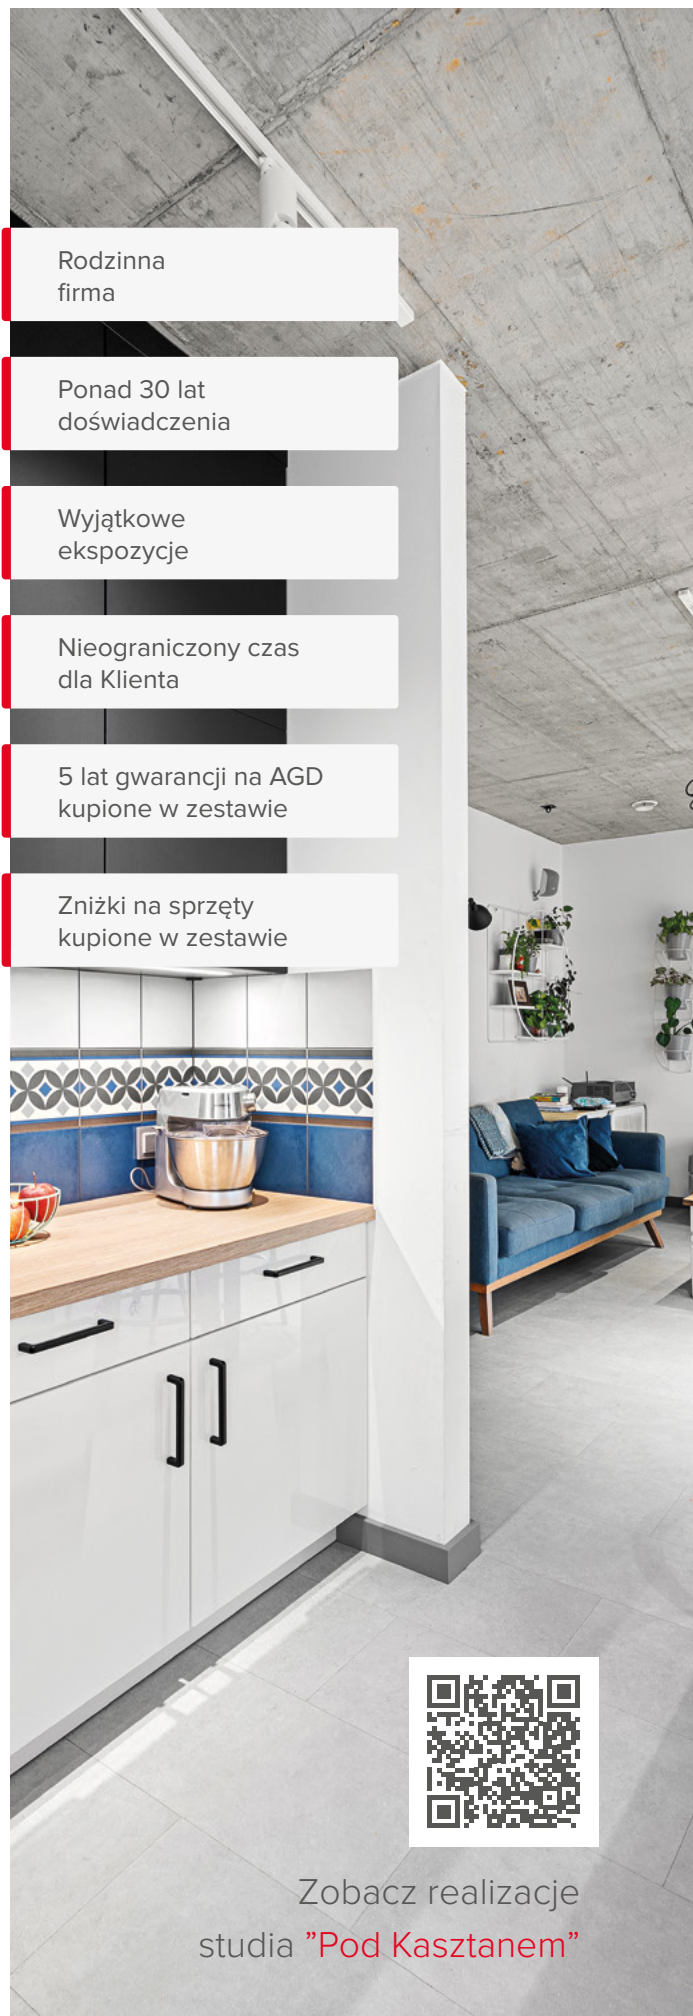 Rodzinna
firma
Ponad 30 lat
doświadczenia
Wyjątkowe
ekspozycje
Nieograniczony czas
dla Klienta
5 lat gwarancji na AGD
kupione w zestawie
Zniżki na sprzęty
kupione w zestawie
Zobacz realizacje
studia ”Pod Kasztanem”